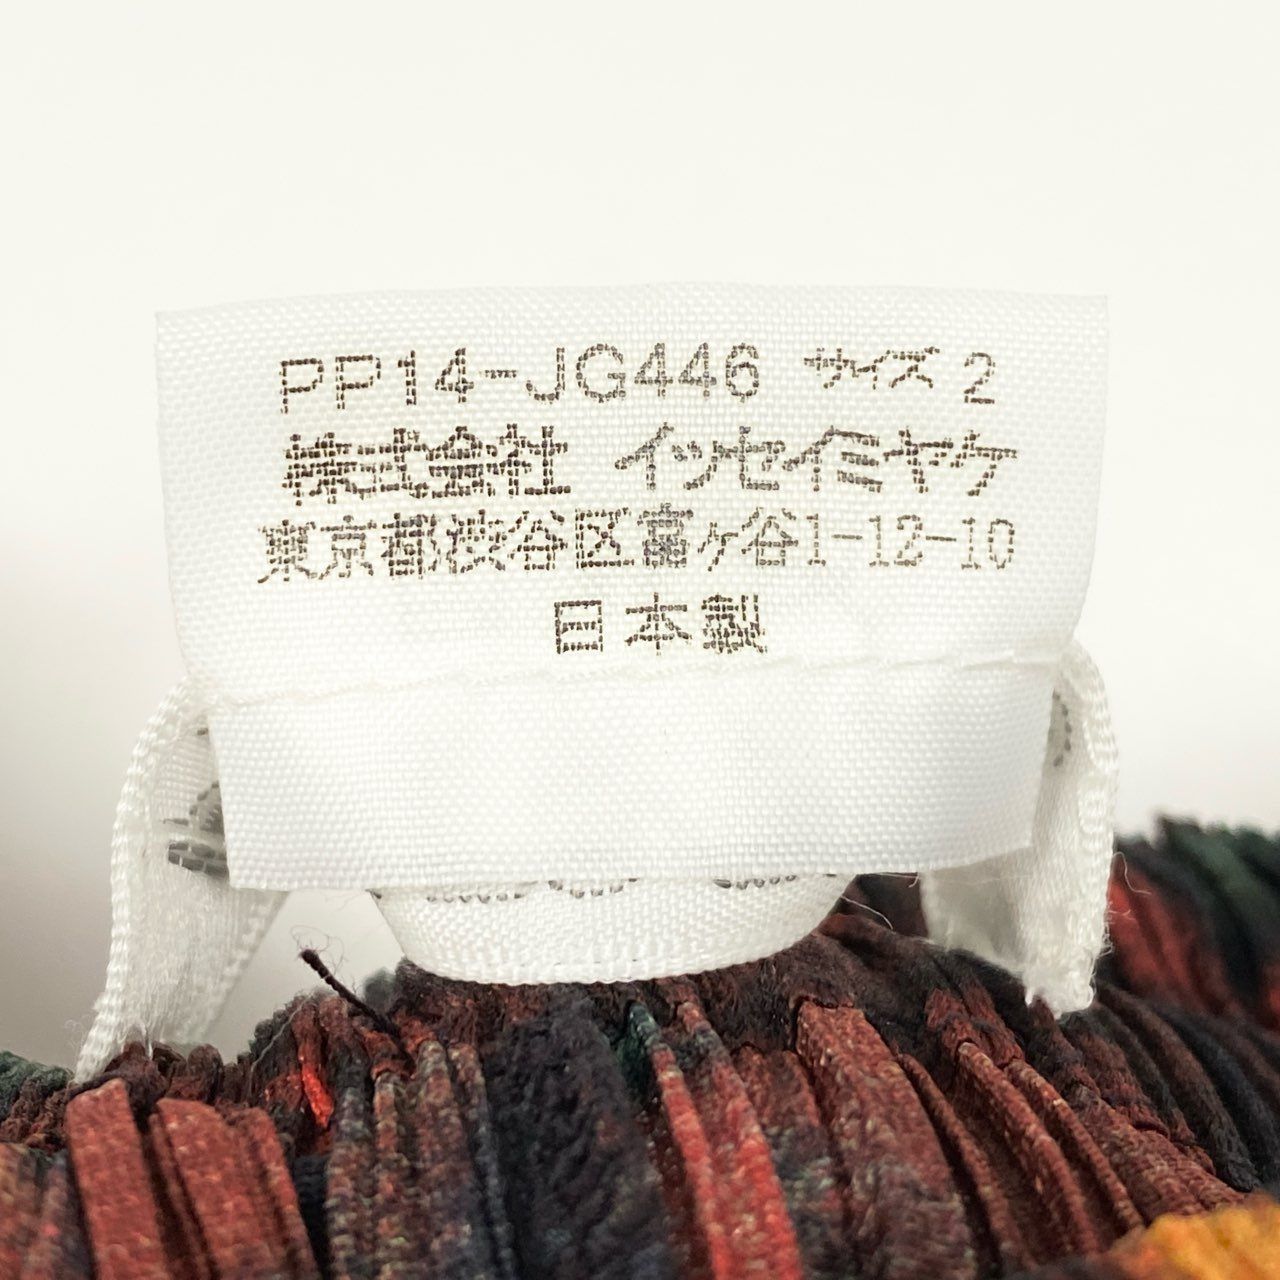 PP14-JG446 サイズ 2
株式会社 イッセイミヤケ
東京都渋谷区富ヶ谷1-12-10
日本製